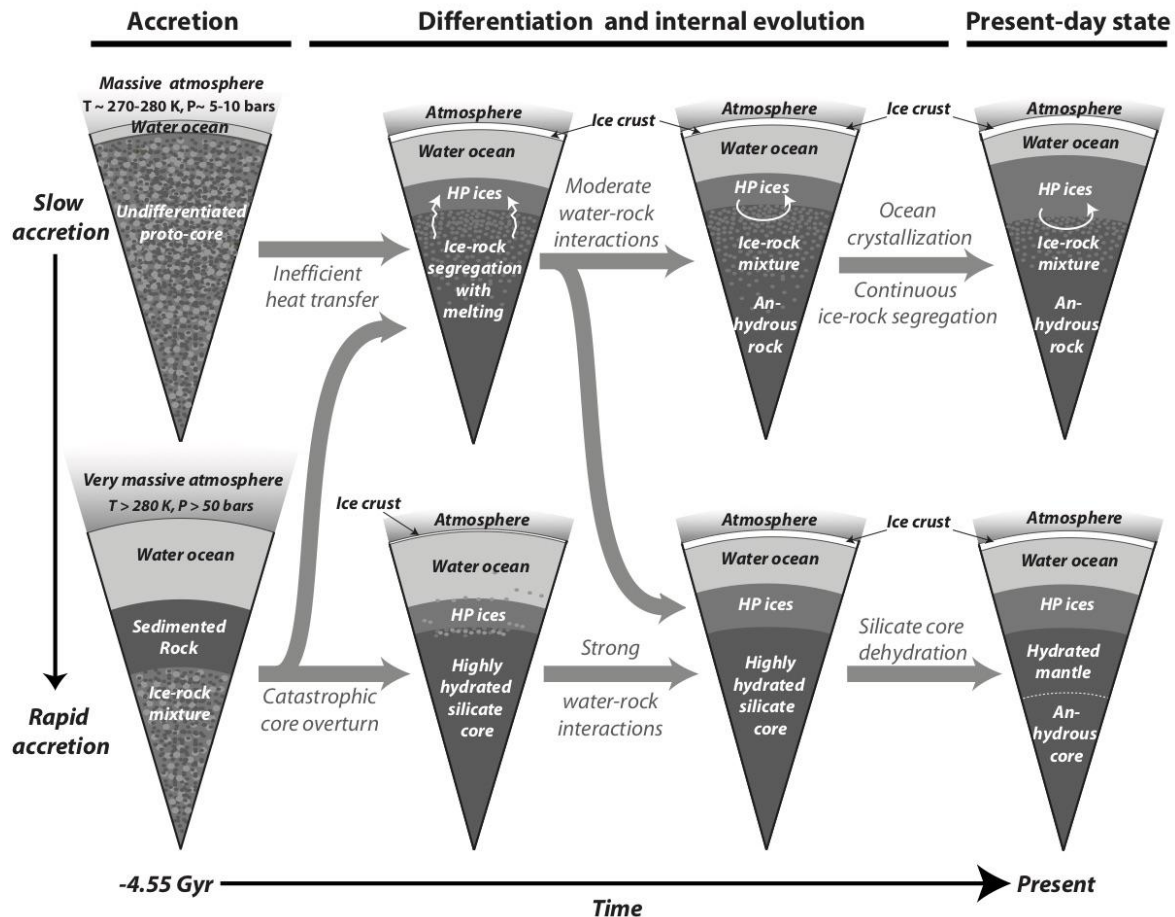 Accretion
Differentiation and internal evolution
Present-day state
Massive atmosphere
T ~ 270-280 K, P~ 5-10 bars
Water ocean
Undifferentiated
proto-core
Slow
accretion
Inefficient
heat transfer
Atmosphere
Ice crust
Water ocean
HP ices
Ice-rock
segregation
with
melting
Moderate
water-rock
interactions
Atmosphere
Water ocean
HP ices
Ice-rock
mixture
An-
hydrous
rock
Ice crust
Ocean
crystallization
Continuous
ice-rock segregation
Atmosphere
Water ocean
HP ices
Ice-rock
mixture
An-
hydrous
rock
Very massive atmosphere
T > 280 K, P > 50 bars
Water ocean
Sedimented
Rock
Ice-rock
mixture
Rapid
accretion
Catastrophic
core overturn
Ice crust
Atmosphere
Water ocean
HP ices
Highly
hydrated
silicate
core
Strong
water-rock
interactions
Atmosphere
Water ocean
HP ices
Highly
hydrated
silicate
core
Ice crust
Silicate core
dehydration
Atmosphere
Water ocean
HP ices
Hydrated
mantle
An-
hydrous
core
-4.55 Gyr
Present
Time